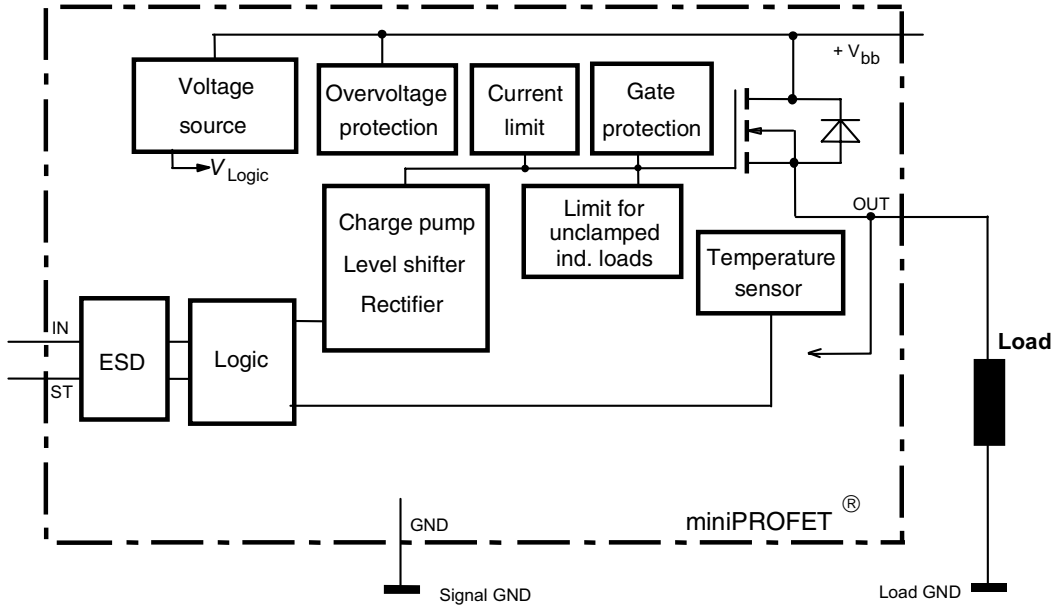 + V bb
Voltage
source
Overvoltage
protection
Current
limit
Gate
protection
V Logic
Charge pump
Level shifter
Rectifier
Limit for
unclamped
ind. loads
OUT
Temperature
sensor
IN
ST
ESD
Logic
Load
GND
miniPROFET ®
Signal GND
Load GND